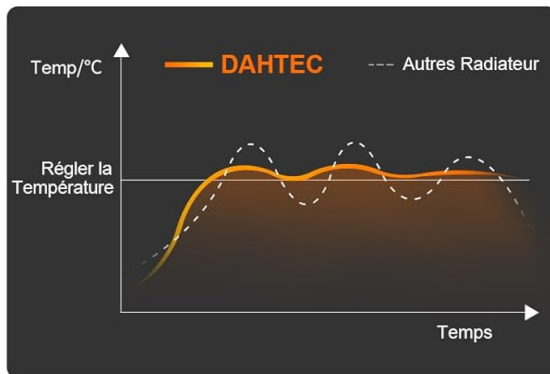 Temp/°C
DAHTEC
Autres Radiateur
Régler la
Température
Temps